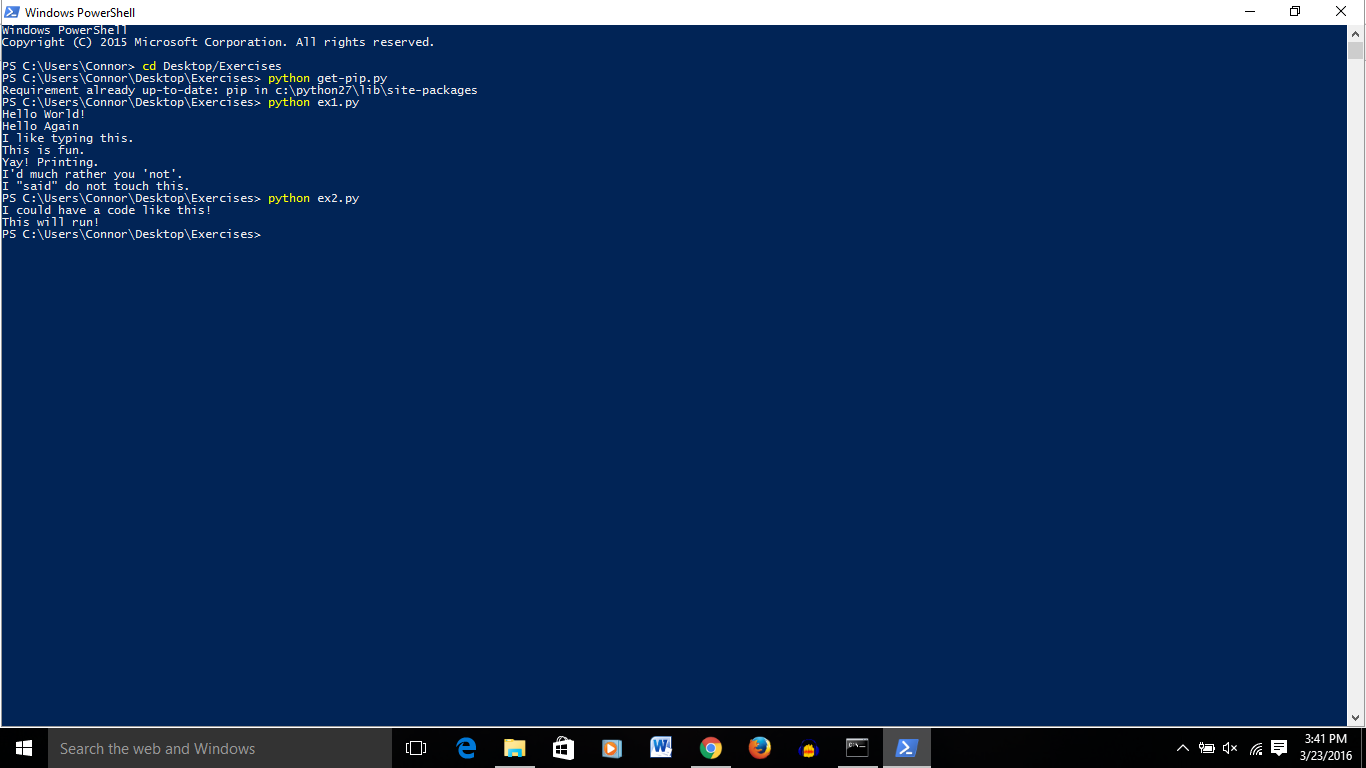 Windows PowerShell
Windows PowerShell
Copyright (C) 2015 Microsoft Corporation. All rights reserved.
PS C:\Users\Connor> cd Desktop/Exercises
PS C:\Users\Connor\Desktop\Exercises> python get-pip.py
Requirement already up-to-date: pip in c:\python27\lib\site-packages
PS C:\Users\Connor\Desktop\Exercises> python ex1.py
Hello World!
Hello Again
I like typing this.
This is fun.
Yay! Printing.
I'd much rather you 'not'.
I "said" do not touch this.
PS C:\Users\Connor\Desktop\Exercises> python ex2.py
I could have a code like this!
This will run!
PS C:\Users\Connor\Desktop\Exercises>
Search the web and Windows
3:41 PM
3/23/2016